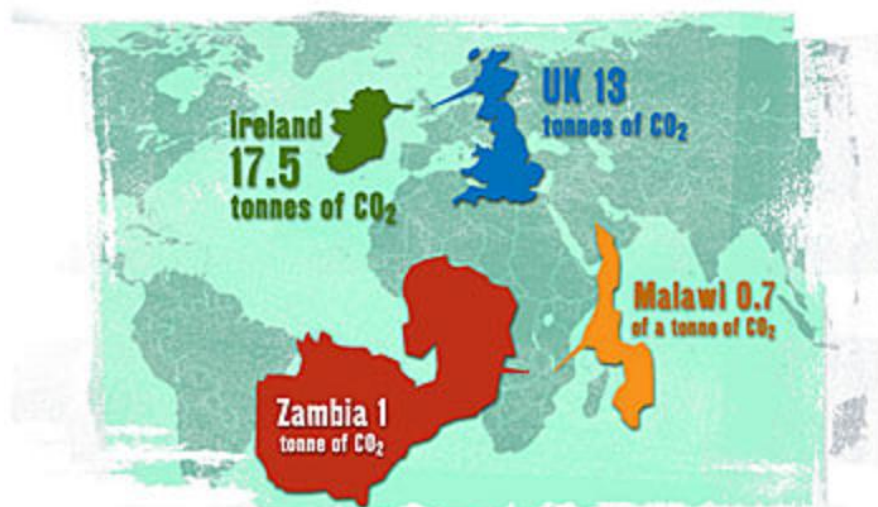 Ireland
17.5
tonnes of CO₂
UK 13
tonnes of CO₂
Malawi 0.7
of a tonne of CO₂
Zambia 1
tonne of CO₂